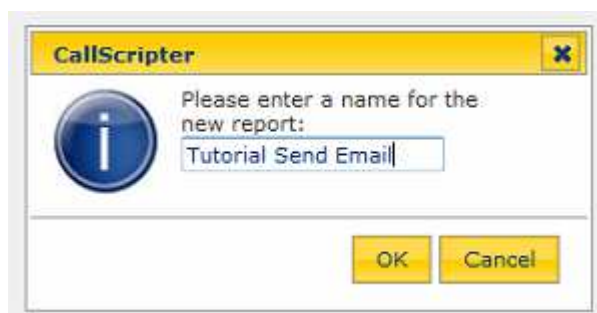 CallScripter
Please enter a name for the
new report:
Tutorial Send Email
OK Cancel